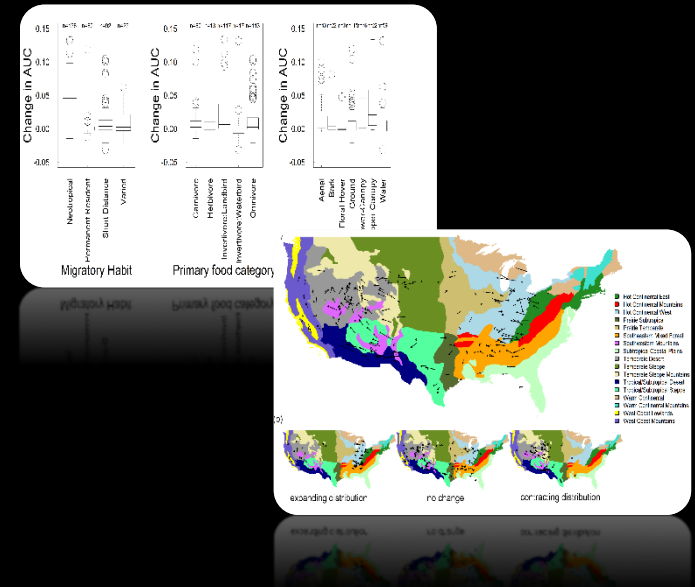 0.15
0.10
0.05
0.00
-0.05
Change in AUC
Neotropical
Permanent Resident
Short Distance
Varied
Migratory Habit
0.15
0.10
0.05
0.00
-0.05
Change in AUC
Carnivore
Herbivore
Invertivore:Landbird
Invertivore:Waterbird
Omnivore
Primary food category
0.15
0.10
0.05
0.00
-0.05
Change in AUC
Aerial
Bark
Floral Hover
Ground
Water
Hot Continental East
Hot Continental Mountains
Hot Continental West
Prairie Subtropical
Prairie Temperate
Southeastern Mixed Forest
Southwestern Mountains
Subtropical Coastal Plains
Temperate Desert
Temperate Steppe
Temperate Steppe Mountains
Tropical/Subtropical Desert
Tropical/Subtropical Steppe
Warm Continental
Warm Continental Mountains
West Coast Lowlands
West Coast Mountains
(b)
expanding distribution
no change
contracting distribution